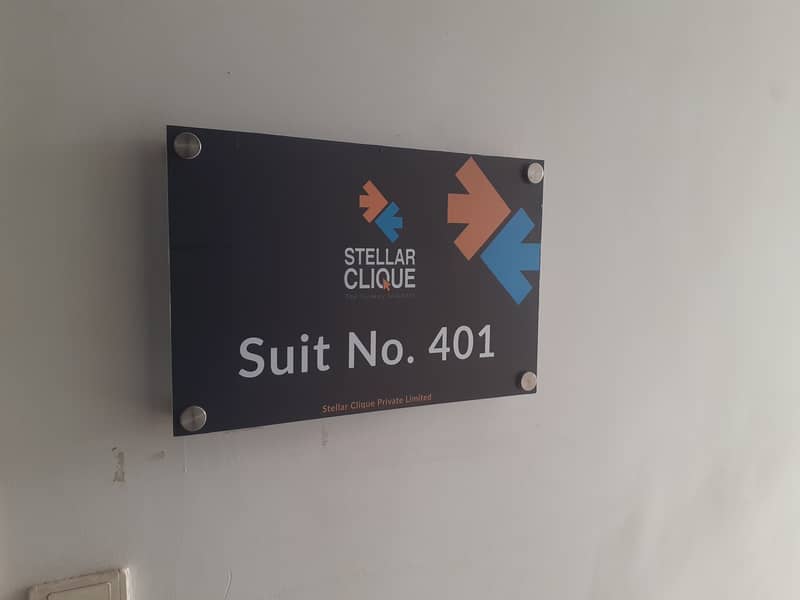 STELLAR
CLIQUE
Suit No. 401
Stellar Clique Private Limited